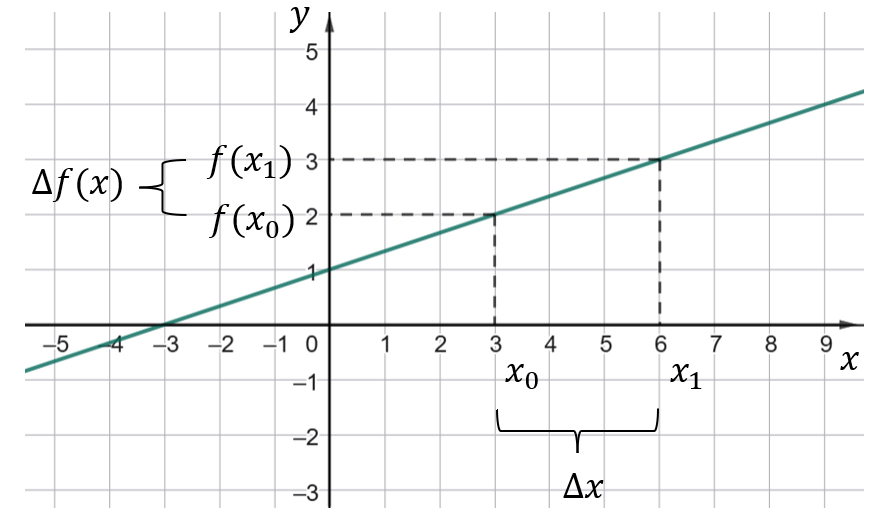 y
5
4
f(x₁) 3
Δf(x)
f(x₀) 2
1
–5 –4 –3 –2 –1 0 1 2 3 4 5 6 7 8 9
x
x₀ x₁
–1
–2
Δx
–3